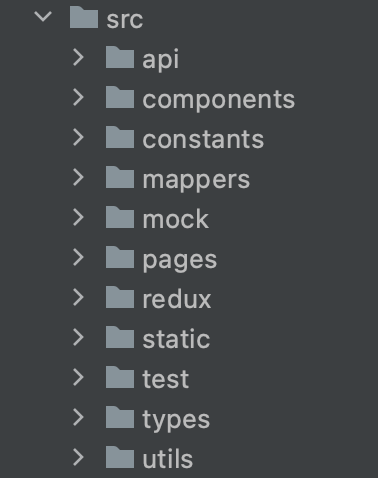 src
api
components
constants
mappers
mock
pages
redux
static
test
types
utils